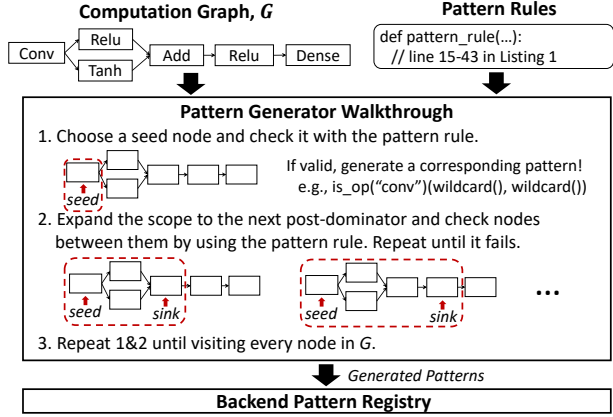 Computation Graph, G
Pattern Rules
Conv
Relu
Tanh
Add
Relu
Dense
def pattern_rule(...):
// line 15-43 in Listing 1
Pattern Generator Walkthrough
1. Choose a seed node and check it with the pattern rule.
seed
If valid, generate a corresponding pattern!
e.g., is_op(“conv”)(wildcard(), wildcard())
2. Expand the scope to the next post-dominator and check nodes
between them by using the pattern rule. Repeat until it fails.
seed
sink
seed
sink
...
3. Repeat 1&2 until visiting every node in G.
Generated Patterns
Backend Pattern Registry